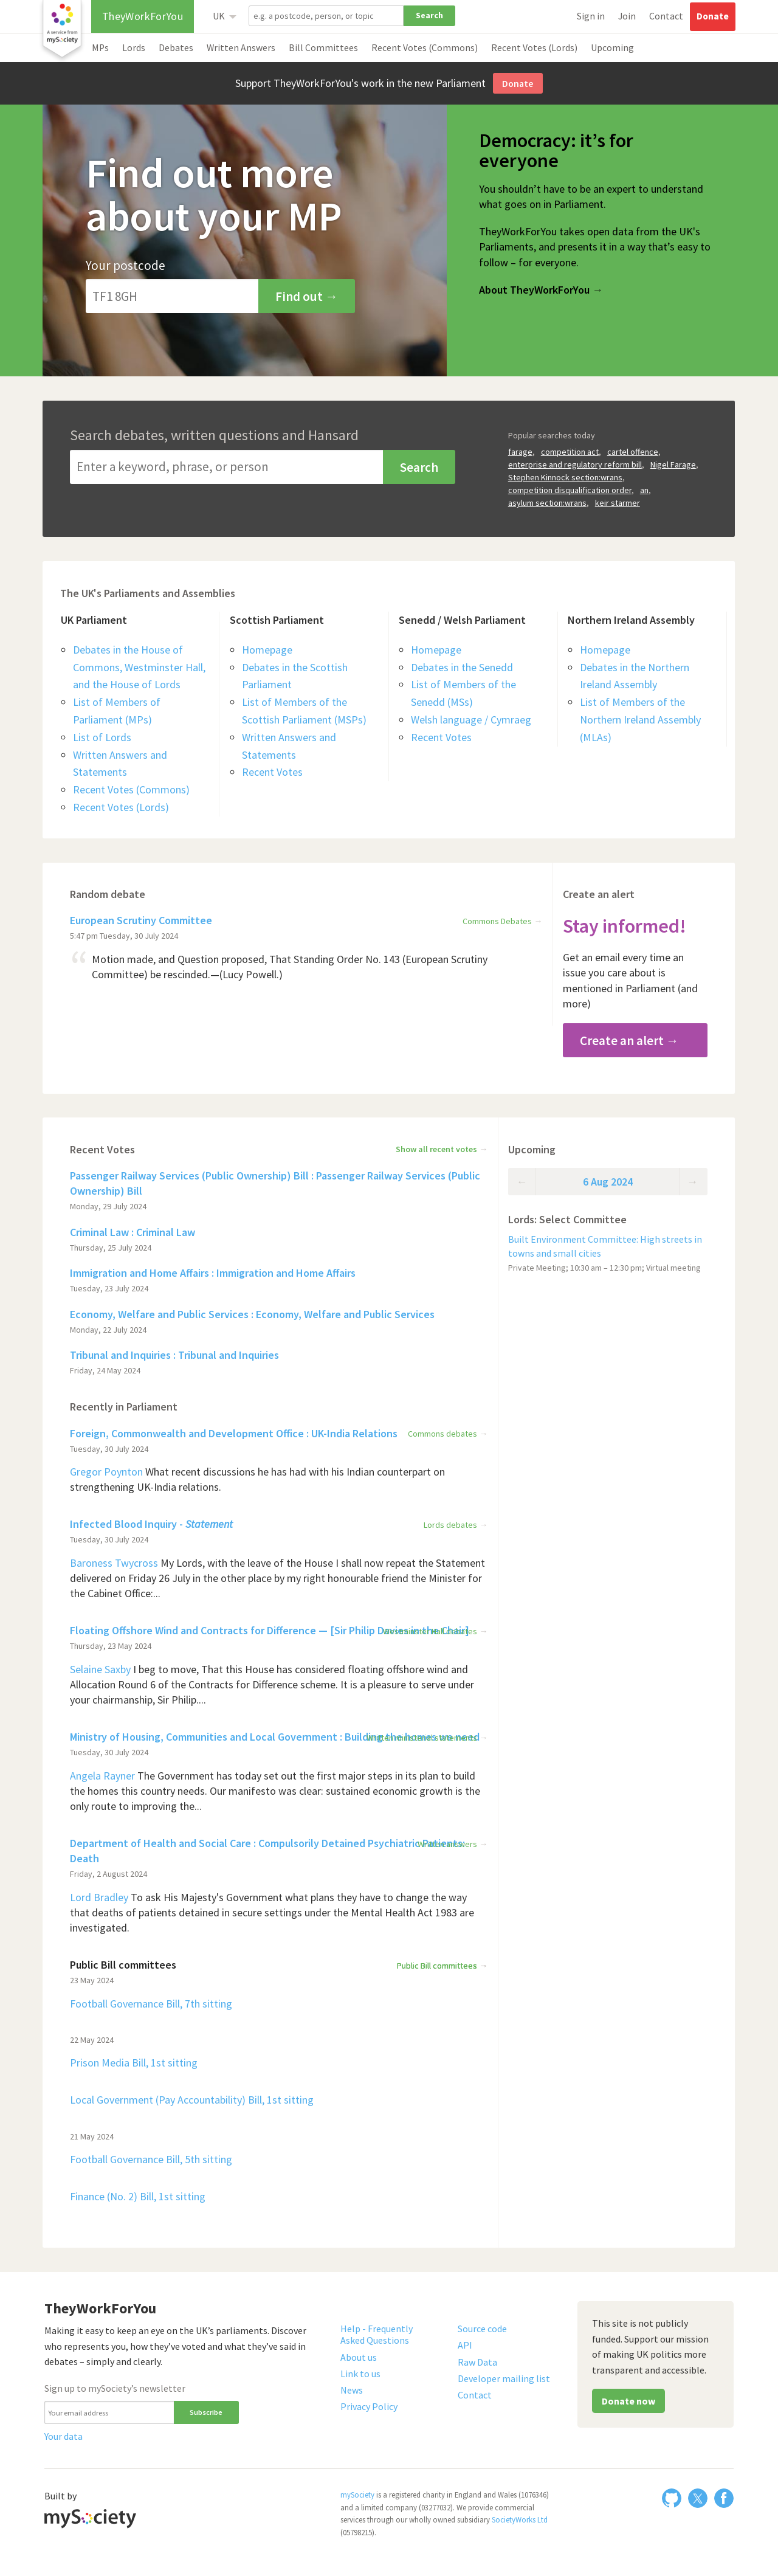 A service from
mySociety
TheyWorkForYou
UK
e.g. a postcode, person, or topic
Search
Sign in
Join
Contact
Donate
MPs
Lords
Debates
Written Answers
Bill Committees
Recent Votes (Commons)
Recent Votes (Lords)
Upcoming
Support TheyWorkForYou's work in the new Parliament
Donate
Find out more
about your MP
Your postcode
TF1 8GH
Find out →
Democracy: it’s for
everyone
You shouldn’t have to be an expert to understand
what goes on in Parliament.
TheyWorkForYou takes open data from the UK's
Parliaments, and presents it in a way that’s easy to
follow – for everyone.
About TheyWorkForYou →
Search debates, written questions and Hansard
Enter a keyword, phrase, or person
Search
Popular searches today
farage, competition act, cartel offence,
enterprise and regulatory reform bill, Nigel Farage,
Stephen Kinnock section:wrans,
competition disqualification order, an,
asylum section:wrans, keir starmer
The UK's Parliaments and Assemblies
UK Parliament
Debates in the House of
Commons, Westminster Hall,
and the House of Lords
List of Members of
Parliament (MPs)
List of Lords
Written Answers and
Statements
Recent Votes (Commons)
Recent Votes (Lords)
Scottish Parliament
Homepage
Debates in the Scottish
Parliament
List of Members of the
Scottish Parliament (MSPs)
Written Answers and
Statements
Recent Votes
Senedd / Welsh Parliament
Homepage
Debates in the Senedd
List of Members of the
Senedd (MSs)
Welsh language / Cymraeg
Recent Votes
Northern Ireland Assembly
Homepage
Debates in the Northern
Ireland Assembly
List of Members of the
Northern Ireland Assembly
(MLAs)
Random debate
European Scrutiny Committee
Commons Debates →
5:47 pm Tuesday, 30 July 2024
“ Motion made, and Question proposed, That Standing Order No. 143 (European Scrutiny
Committee) be rescinded.—(Lucy Powell.)
Create an alert
Stay informed!
Get an email every time an
issue you care about is
mentioned in Parliament (and
more)
Create an alert →
Recent Votes
Show all recent votes →
Passenger Railway Services (Public Ownership) Bill : Passenger Railway Services (Public
Ownership) Bill
Monday, 29 July 2024
Criminal Law : Criminal Law
Thursday, 25 July 2024
Immigration and Home Affairs : Immigration and Home Affairs
Tuesday, 23 July 2024
Economy, Welfare and Public Services : Economy, Welfare and Public Services
Monday, 22 July 2024
Tribunal and Inquiries : Tribunal and Inquiries
Friday, 24 May 2024
Recently in Parliament
Foreign, Commonwealth and Development Office : UK-India Relations
Commons debates →
Tuesday, 30 July 2024
Gregor Poynton What recent discussions he has had with his Indian counterpart on
strengthening UK-India relations.
Infected Blood Inquiry - Statement
Lords debates →
Tuesday, 30 July 2024
Baroness Twycross My Lords, with the leave of the House I shall now repeat the Statement
delivered on Friday 26 July in the other place by my right honourable friend the Minister for
the Cabinet Office:...
Floating Offshore Wind and Contracts for Difference — [Sir Philip Davies in the Chair]
Thursday, 23 May 2024
Selaine Saxby I beg to move, That this House has considered floating offshore wind and
Allocation Round 6 of the Contracts for Difference scheme. It is a pleasure to serve under
your chairmanship, Sir Philip....
Ministry of Housing, Communities and Local Government : Building the homes we need
Tuesday, 30 July 2024
Angela Rayner The Government has today set out the first major steps in its plan to build
the homes this country needs. Our manifesto was clear: sustained economic growth is the
only route to improving the...
Department of Health and Social Care : Compulsorily Detained Psychiatric Patients:
Death
Friday, 2 August 2024
Lord Bradley To ask His Majesty's Government what plans they have to change the way
that deaths of patients detained in secure settings under the Mental Health Act 1983 are
investigated.
Public Bill committees
Public Bill committees →
23 May 2024
Football Governance Bill, 7th sitting
22 May 2024
Prison Media Bill, 1st sitting
Local Government (Pay Accountability) Bill, 1st sitting
21 May 2024
Football Governance Bill, 5th sitting
Finance (No. 2) Bill, 1st sitting
Upcoming
← 6 Aug 2024 →
Lords: Select Committee
Built Environment Committee: High streets in
towns and small cities
Private Meeting; 10:30 am – 12:30 pm; Virtual meeting
TheyWorkForYou
Making it easy to keep an eye on the UK’s parliaments. Discover
who represents you, how they’ve voted and what they’ve said in
debates – simply and clearly.
Sign up to mySociety’s newsletter
Your email address
Subscribe
Your data
Help - Frequently
Asked Questions
About us
Link to us
News
Privacy Policy
Source code
API
Raw Data
Developer mailing list
Contact
This site is not publicly
funded. Support our mission
of making UK politics more
transparent and accessible.
Donate now
Built by
mySociety
mySociety is a registered charity in England and Wales (1076346)
and a limited company (03277032). We provide commercial
services through our wholly owned subsidiary SocietyWorks Ltd
(05798215).